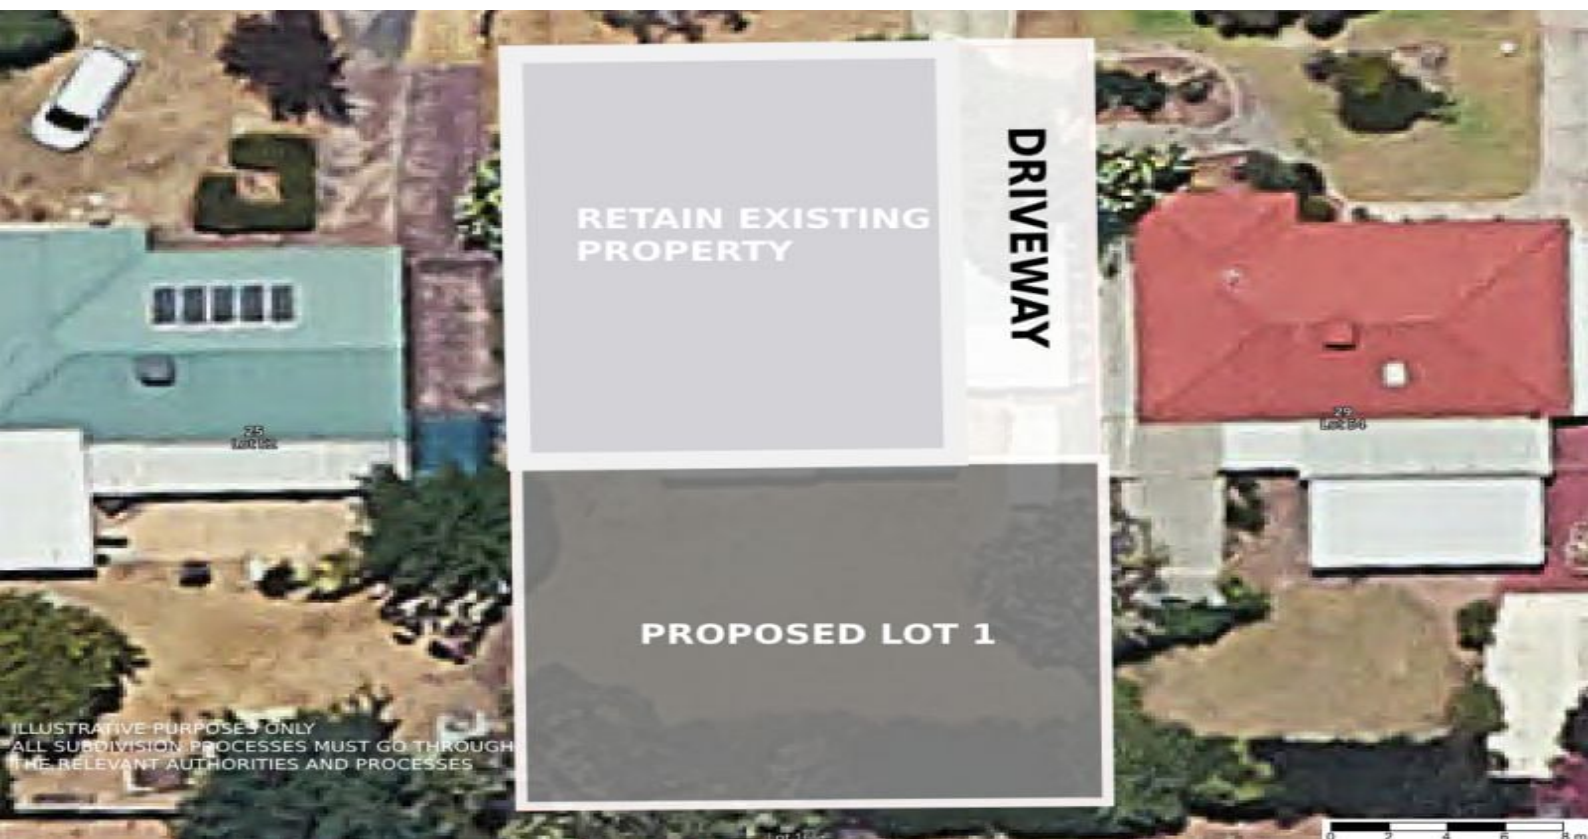 RETAIN EXISTING
PROPERTY
DRIVEWAY
25
29
PROPOSED LOT 1
ILLUSTRATIVE PURPOSES ONLY
ALL SUBDIVISION PROCESSES MUST GO THROUGH
THE RELEVANT AUTHORITIES AND PROCESSES
0 2 4 6 8 m